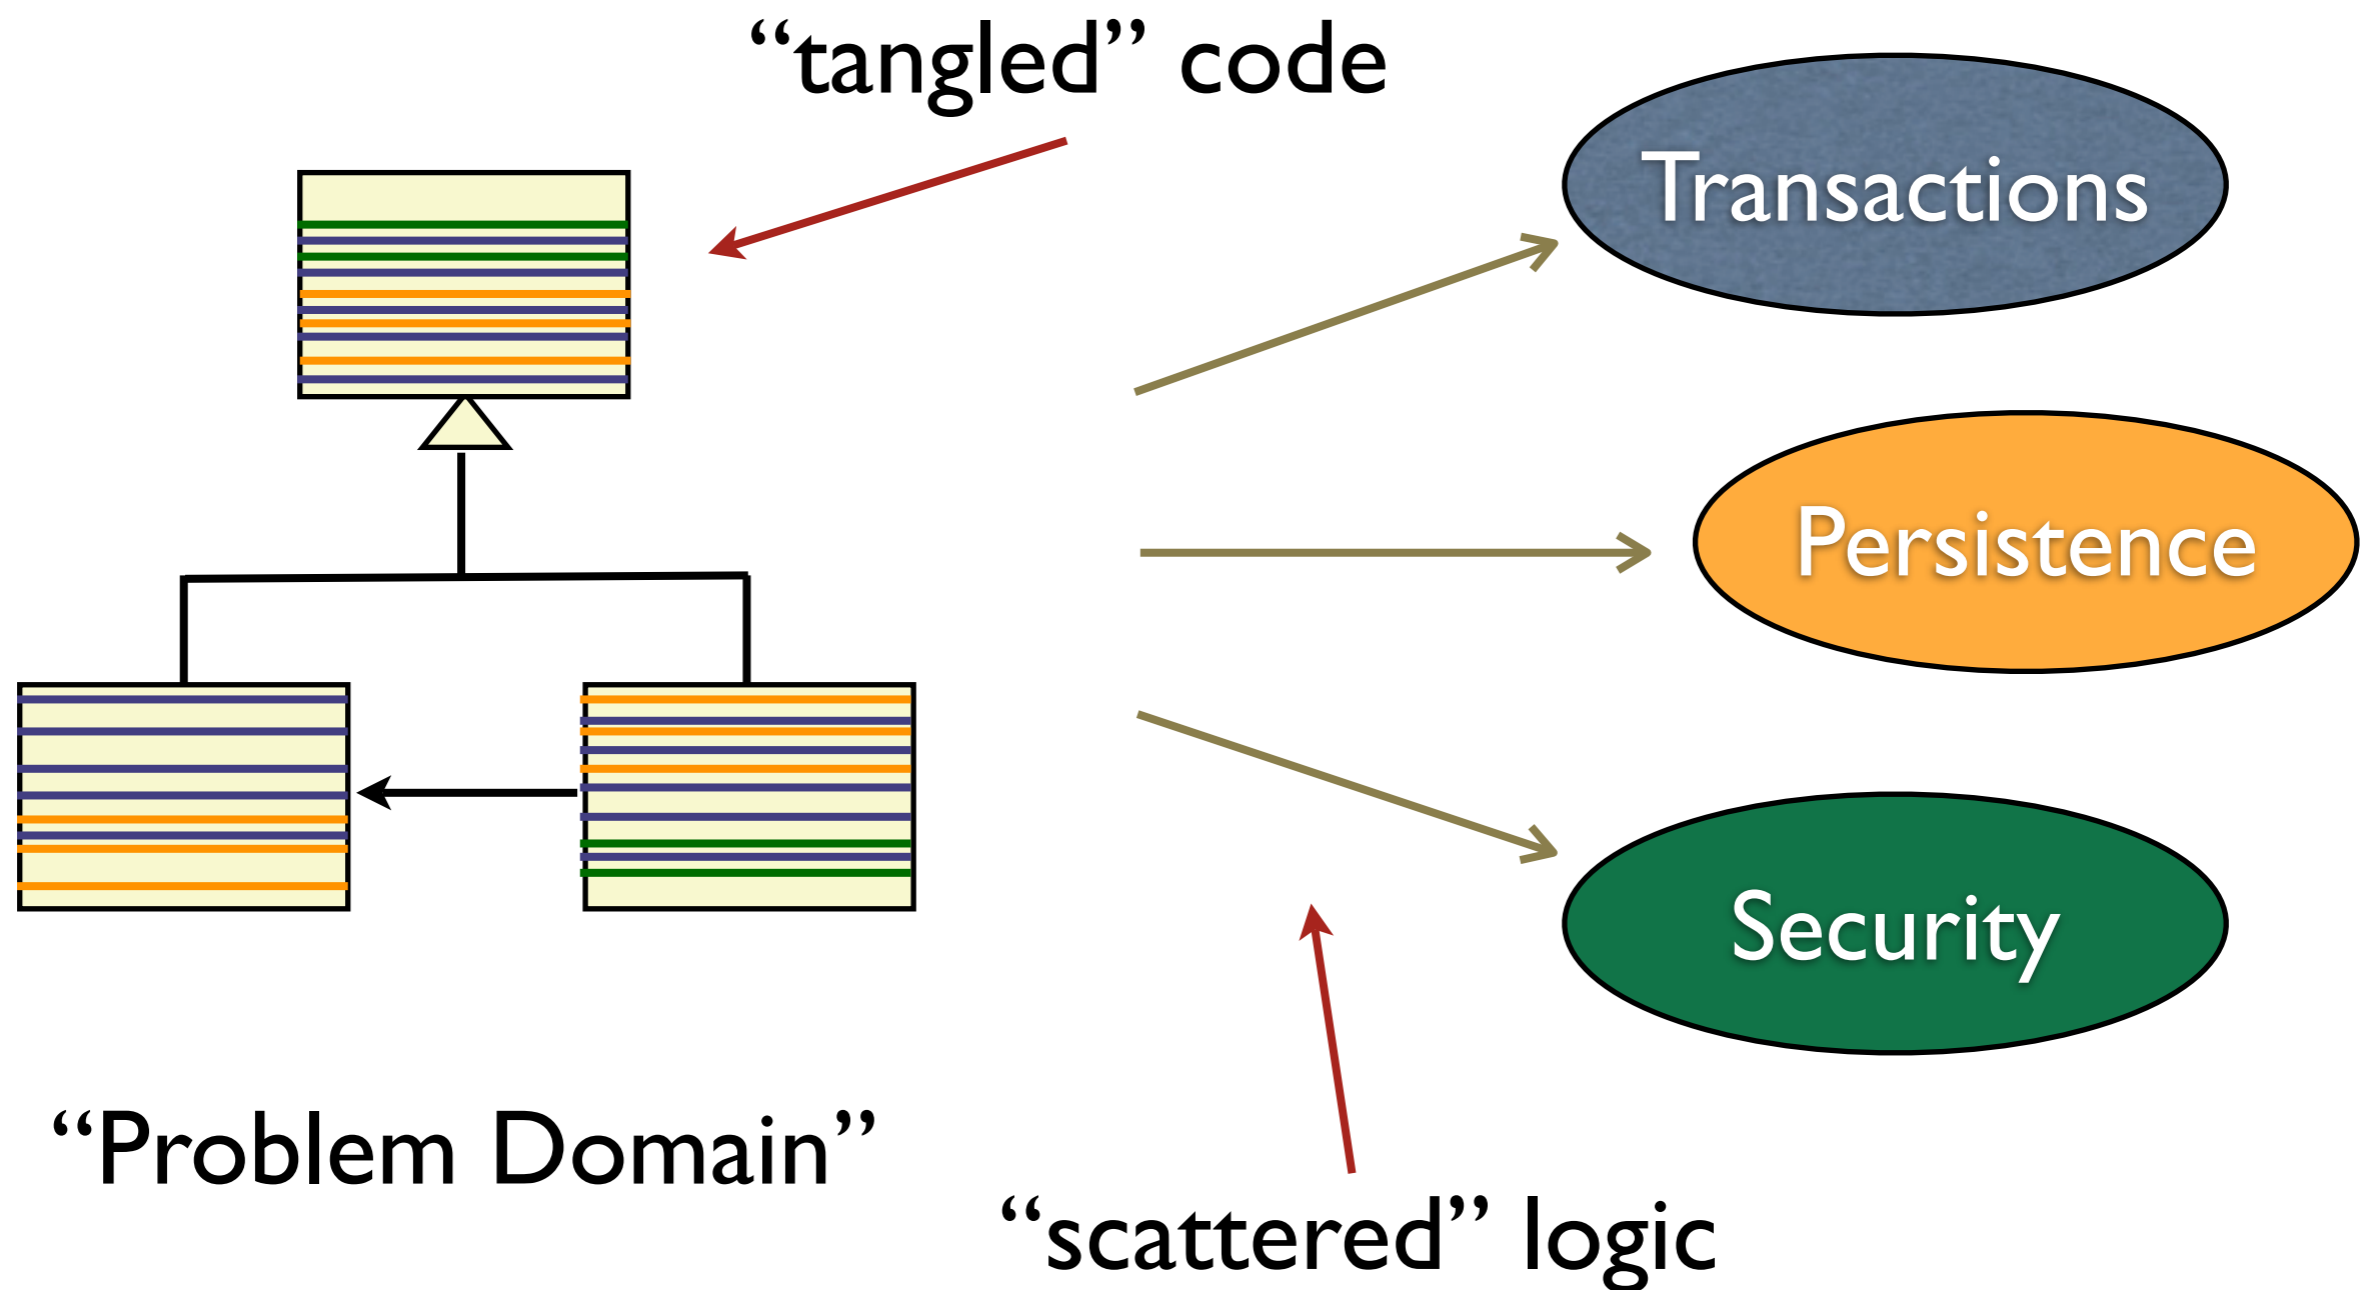 “tangled” code
Transactions
Persistence
Security
“Problem Domain”
“scattered” logic